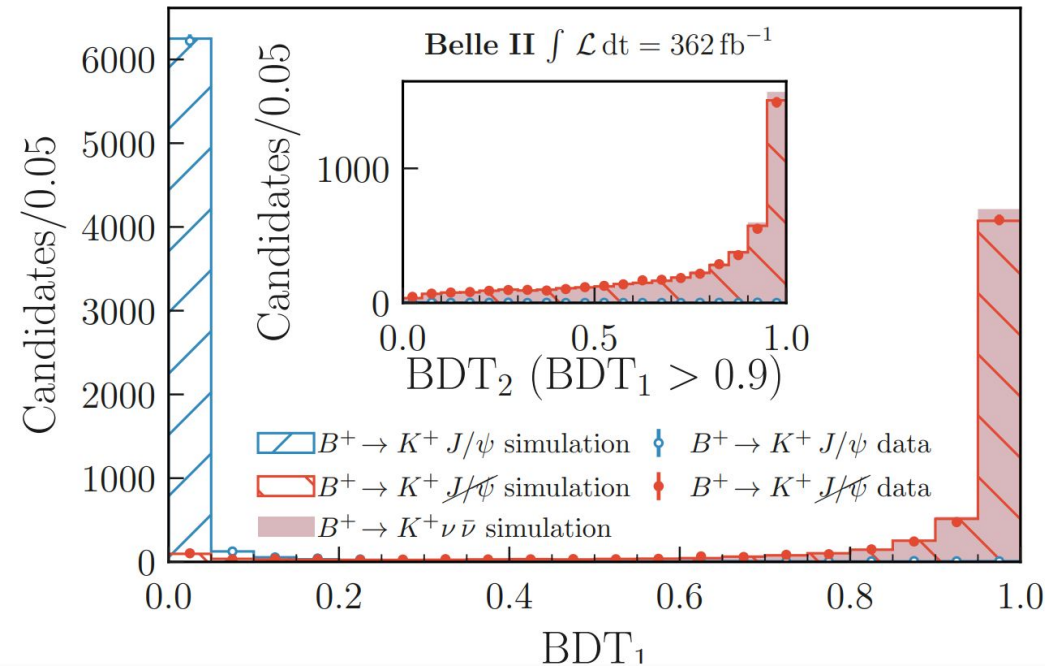 Candidates/0.05
6000
5000
4000
3000
2000
1000
0
Belle II ∫ ℒ dt = 362 fb⁻¹
Candidates/0.05
1000
0
0.0 0.5 1.0
BDT₂ (BDT₁ > 0.9)
B⁺ → K⁺ J/ψ simulation
B⁺ → K⁺ J/ψ data
B⁺ → K⁺ J̸/̸ψ̸ simulation
B⁺ → K⁺ J̸/̸ψ̸ data
B⁺ → K⁺ν ν̄ simulation
0.0 0.2 0.4 0.6 0.8 1.0
BDT₁